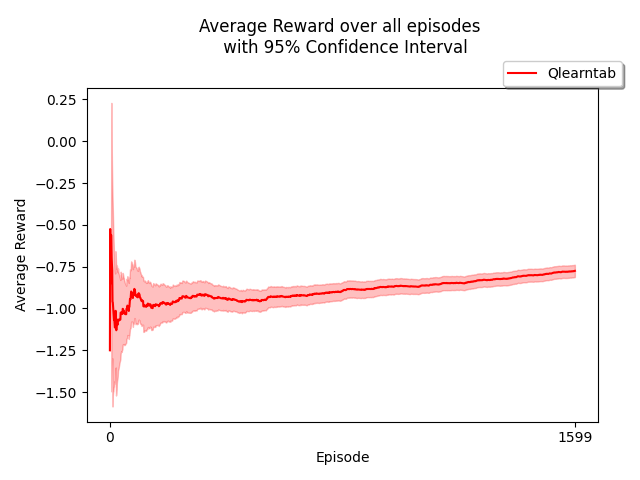 Average Reward over all episodes
with 95% Confidence Interval
Qlearntab
0.25
0.00
−0.25
−0.50
−0.75
−1.00
−1.25
−1.50
Average Reward
0
1599
Episode